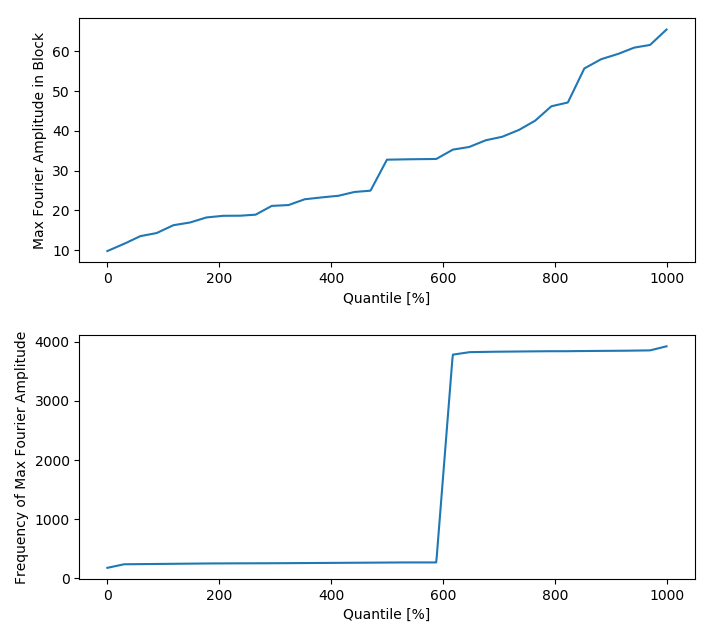 Max Fourier Amplitude in Block
60
50
40
30
20
10
0 200 400 600 800 1000
Quantile [%]
Frequency of Max Fourier Amplitude
4000
3000
2000
1000
0
0 200 400 600 800 1000
Quantile [%]